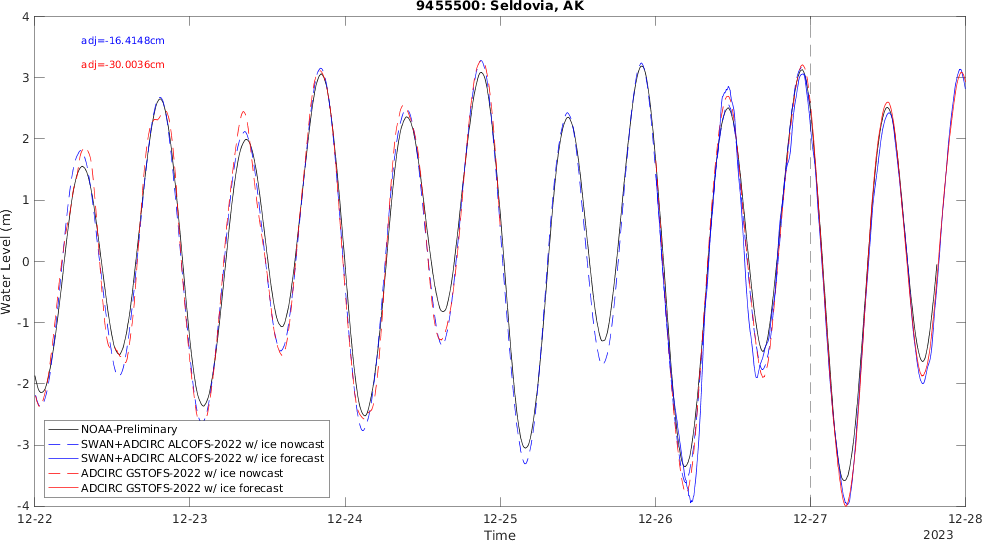 9455500: Seldovia, AK
adj=-16.4148cm
adj=-30.0036cm
4
3
2
1
0
-1
-2
-3
-4
Water Level (m)
NOAA-Preliminary
SWAN+ADCIRC ALCOFS-2022 w/ ice nowcast
SWAN+ADCIRC ALCOFS-2022 w/ ice forecast
ADCIRC GSTOFS-2022 w/ ice nowcast
ADCIRC GSTOFS-2022 w/ ice forecast
12-22 12-23 12-24 12-25 12-26 12-27 12-28
Time
2023